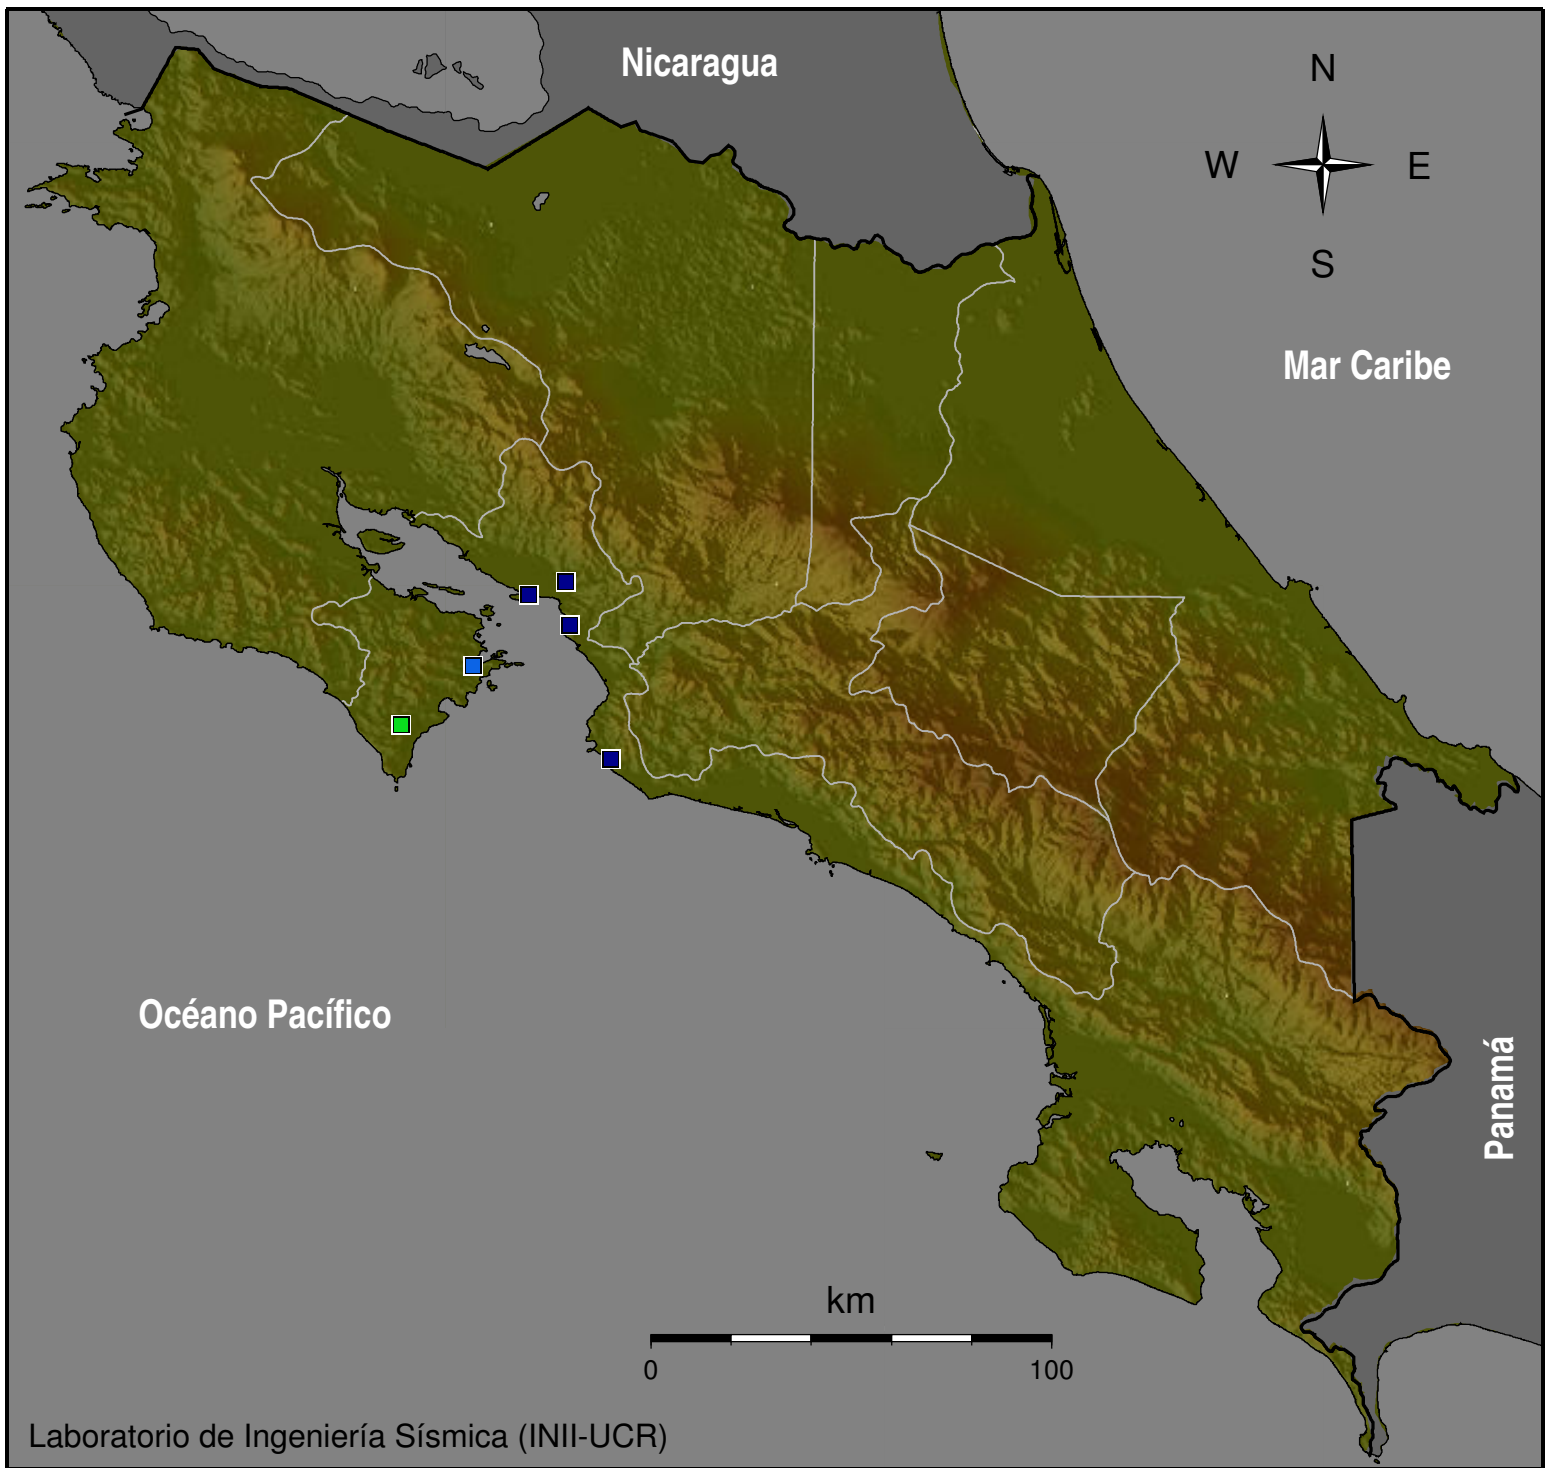 Nicaragua
N
W E
S
Mar Caribe
Océano Pacífico
Panamá
km
0 100
Laboratorio de Ingeniería Sísmica (INII-UCR)